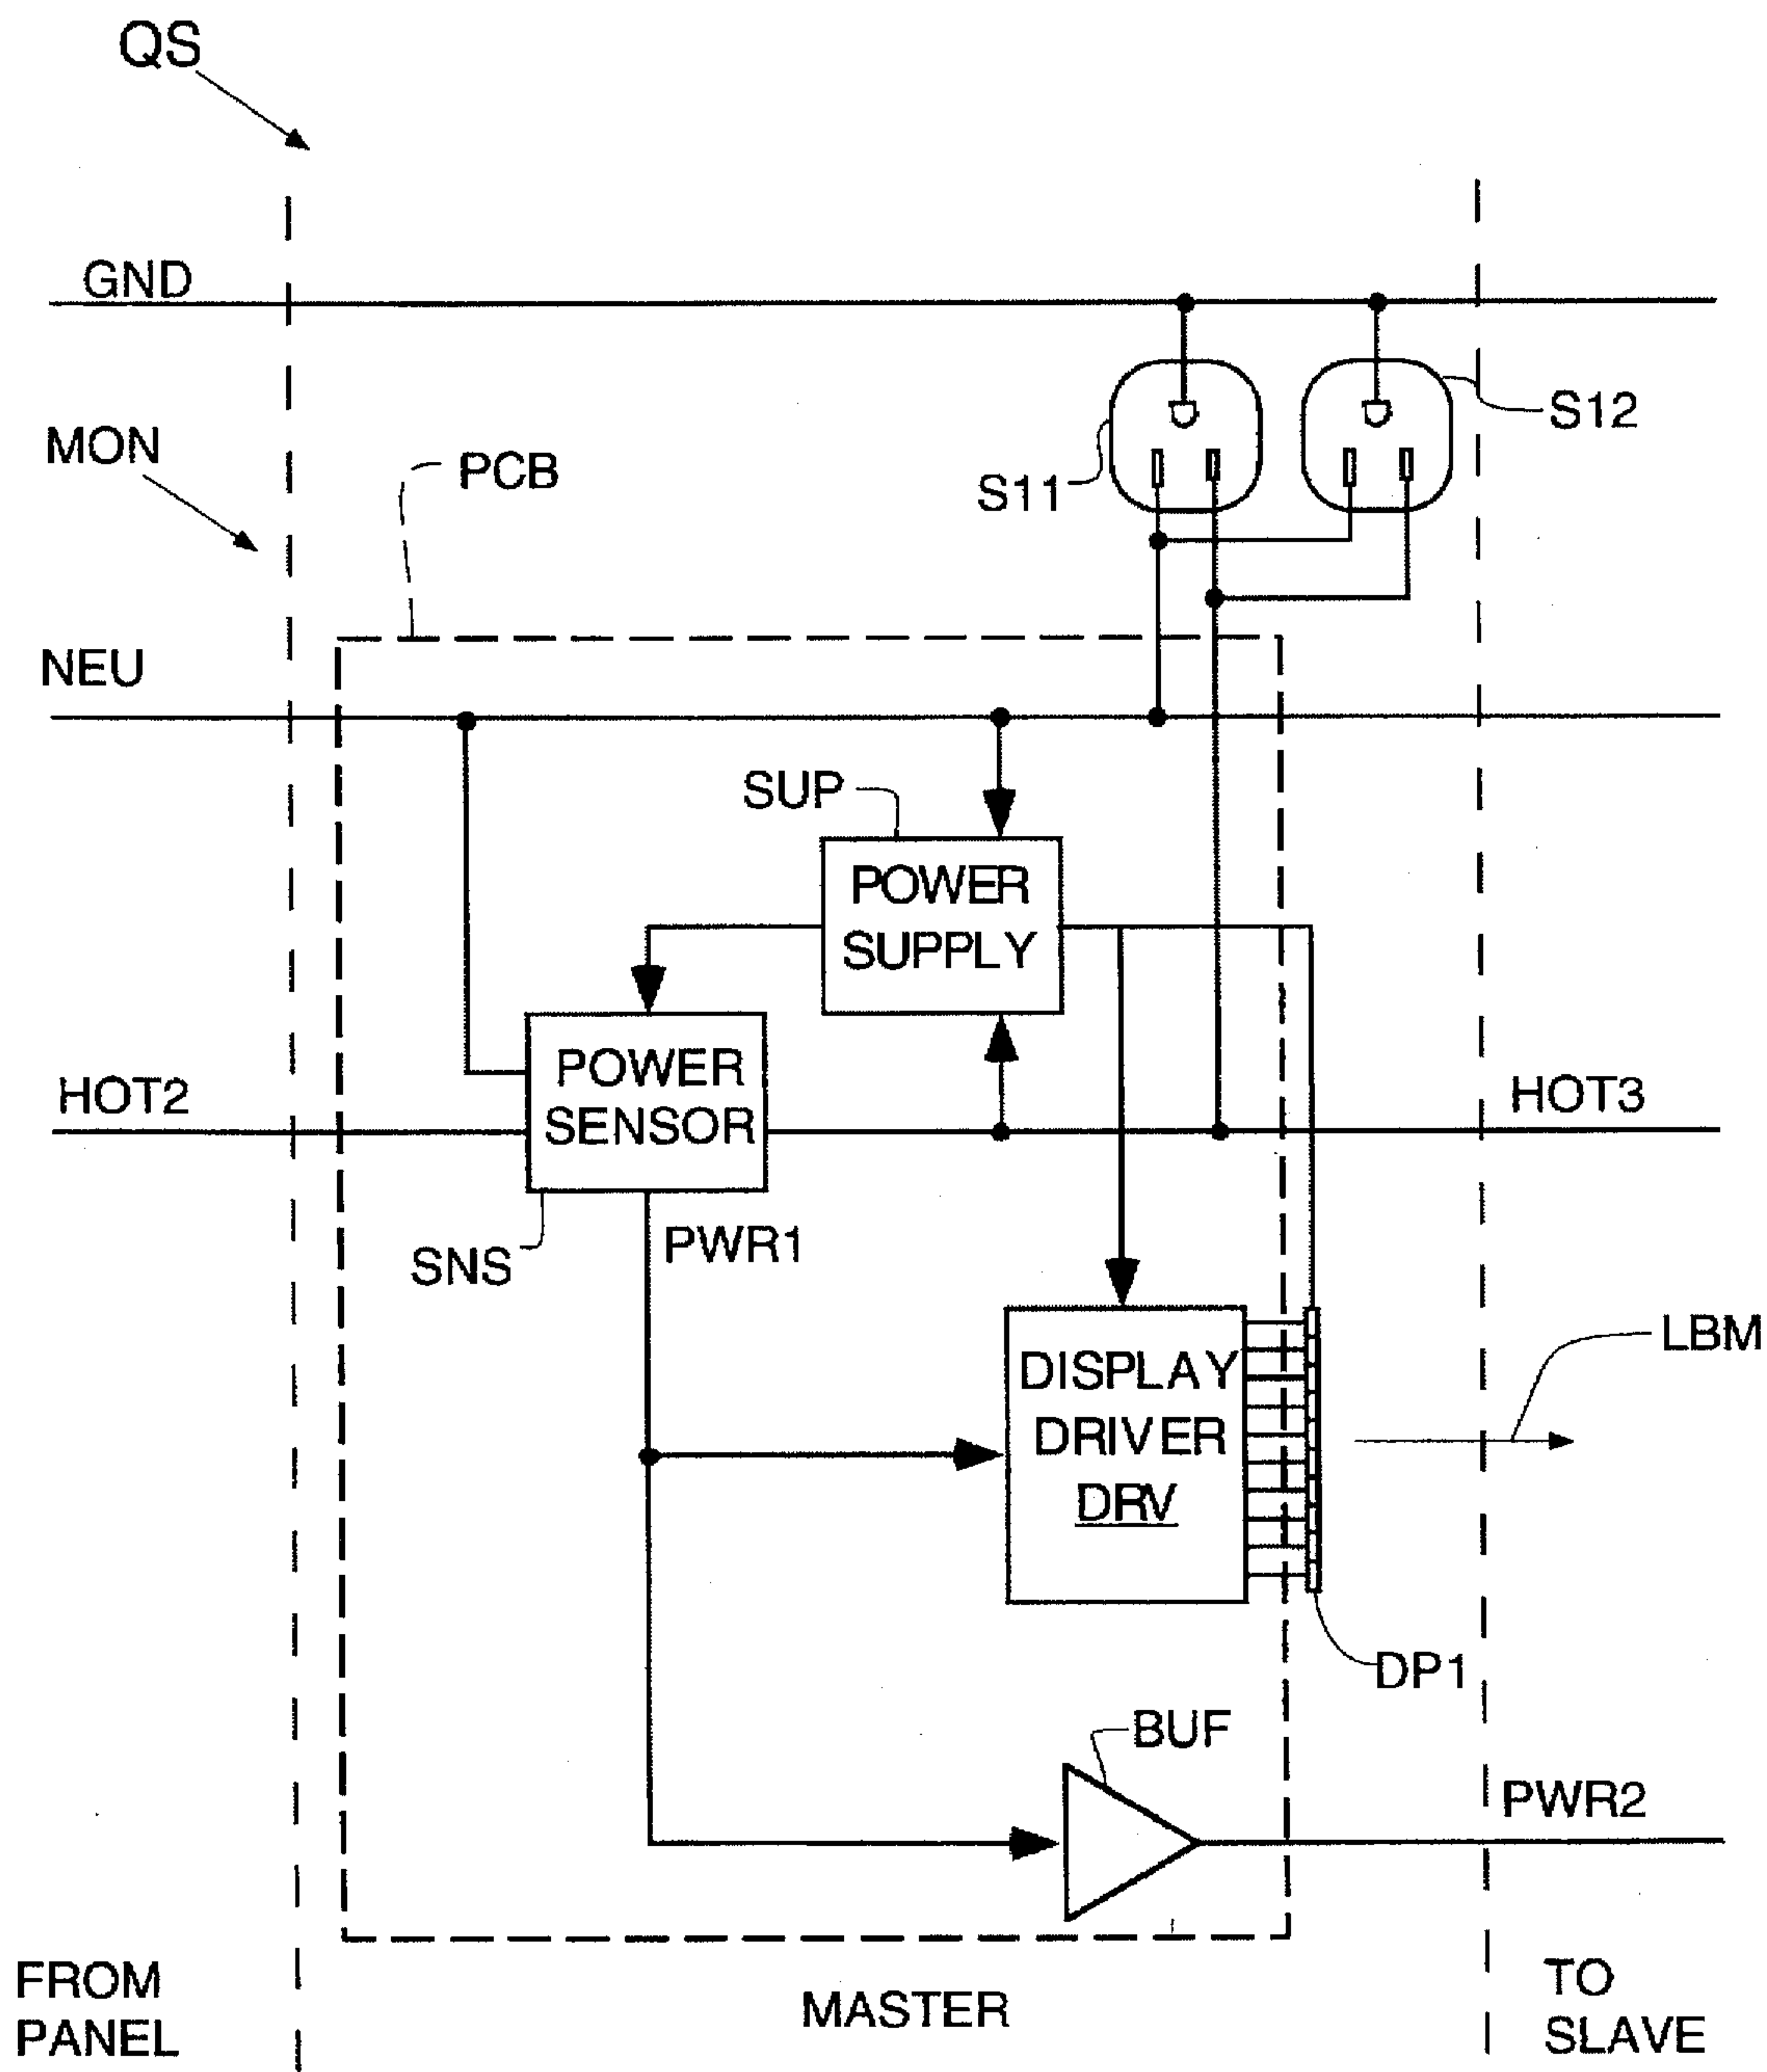 QS
GND
MON
PCB
S11
S12
NEU
SUP
POWER
SUPPLY
POWER
SENSOR
HOT2
HOT3
SNS
PWR1
LBM
DISPLAY
DRIVER
DRV
DP1
BUF
PWR2
FROM
PANEL
MASTER
TO
SLAVE